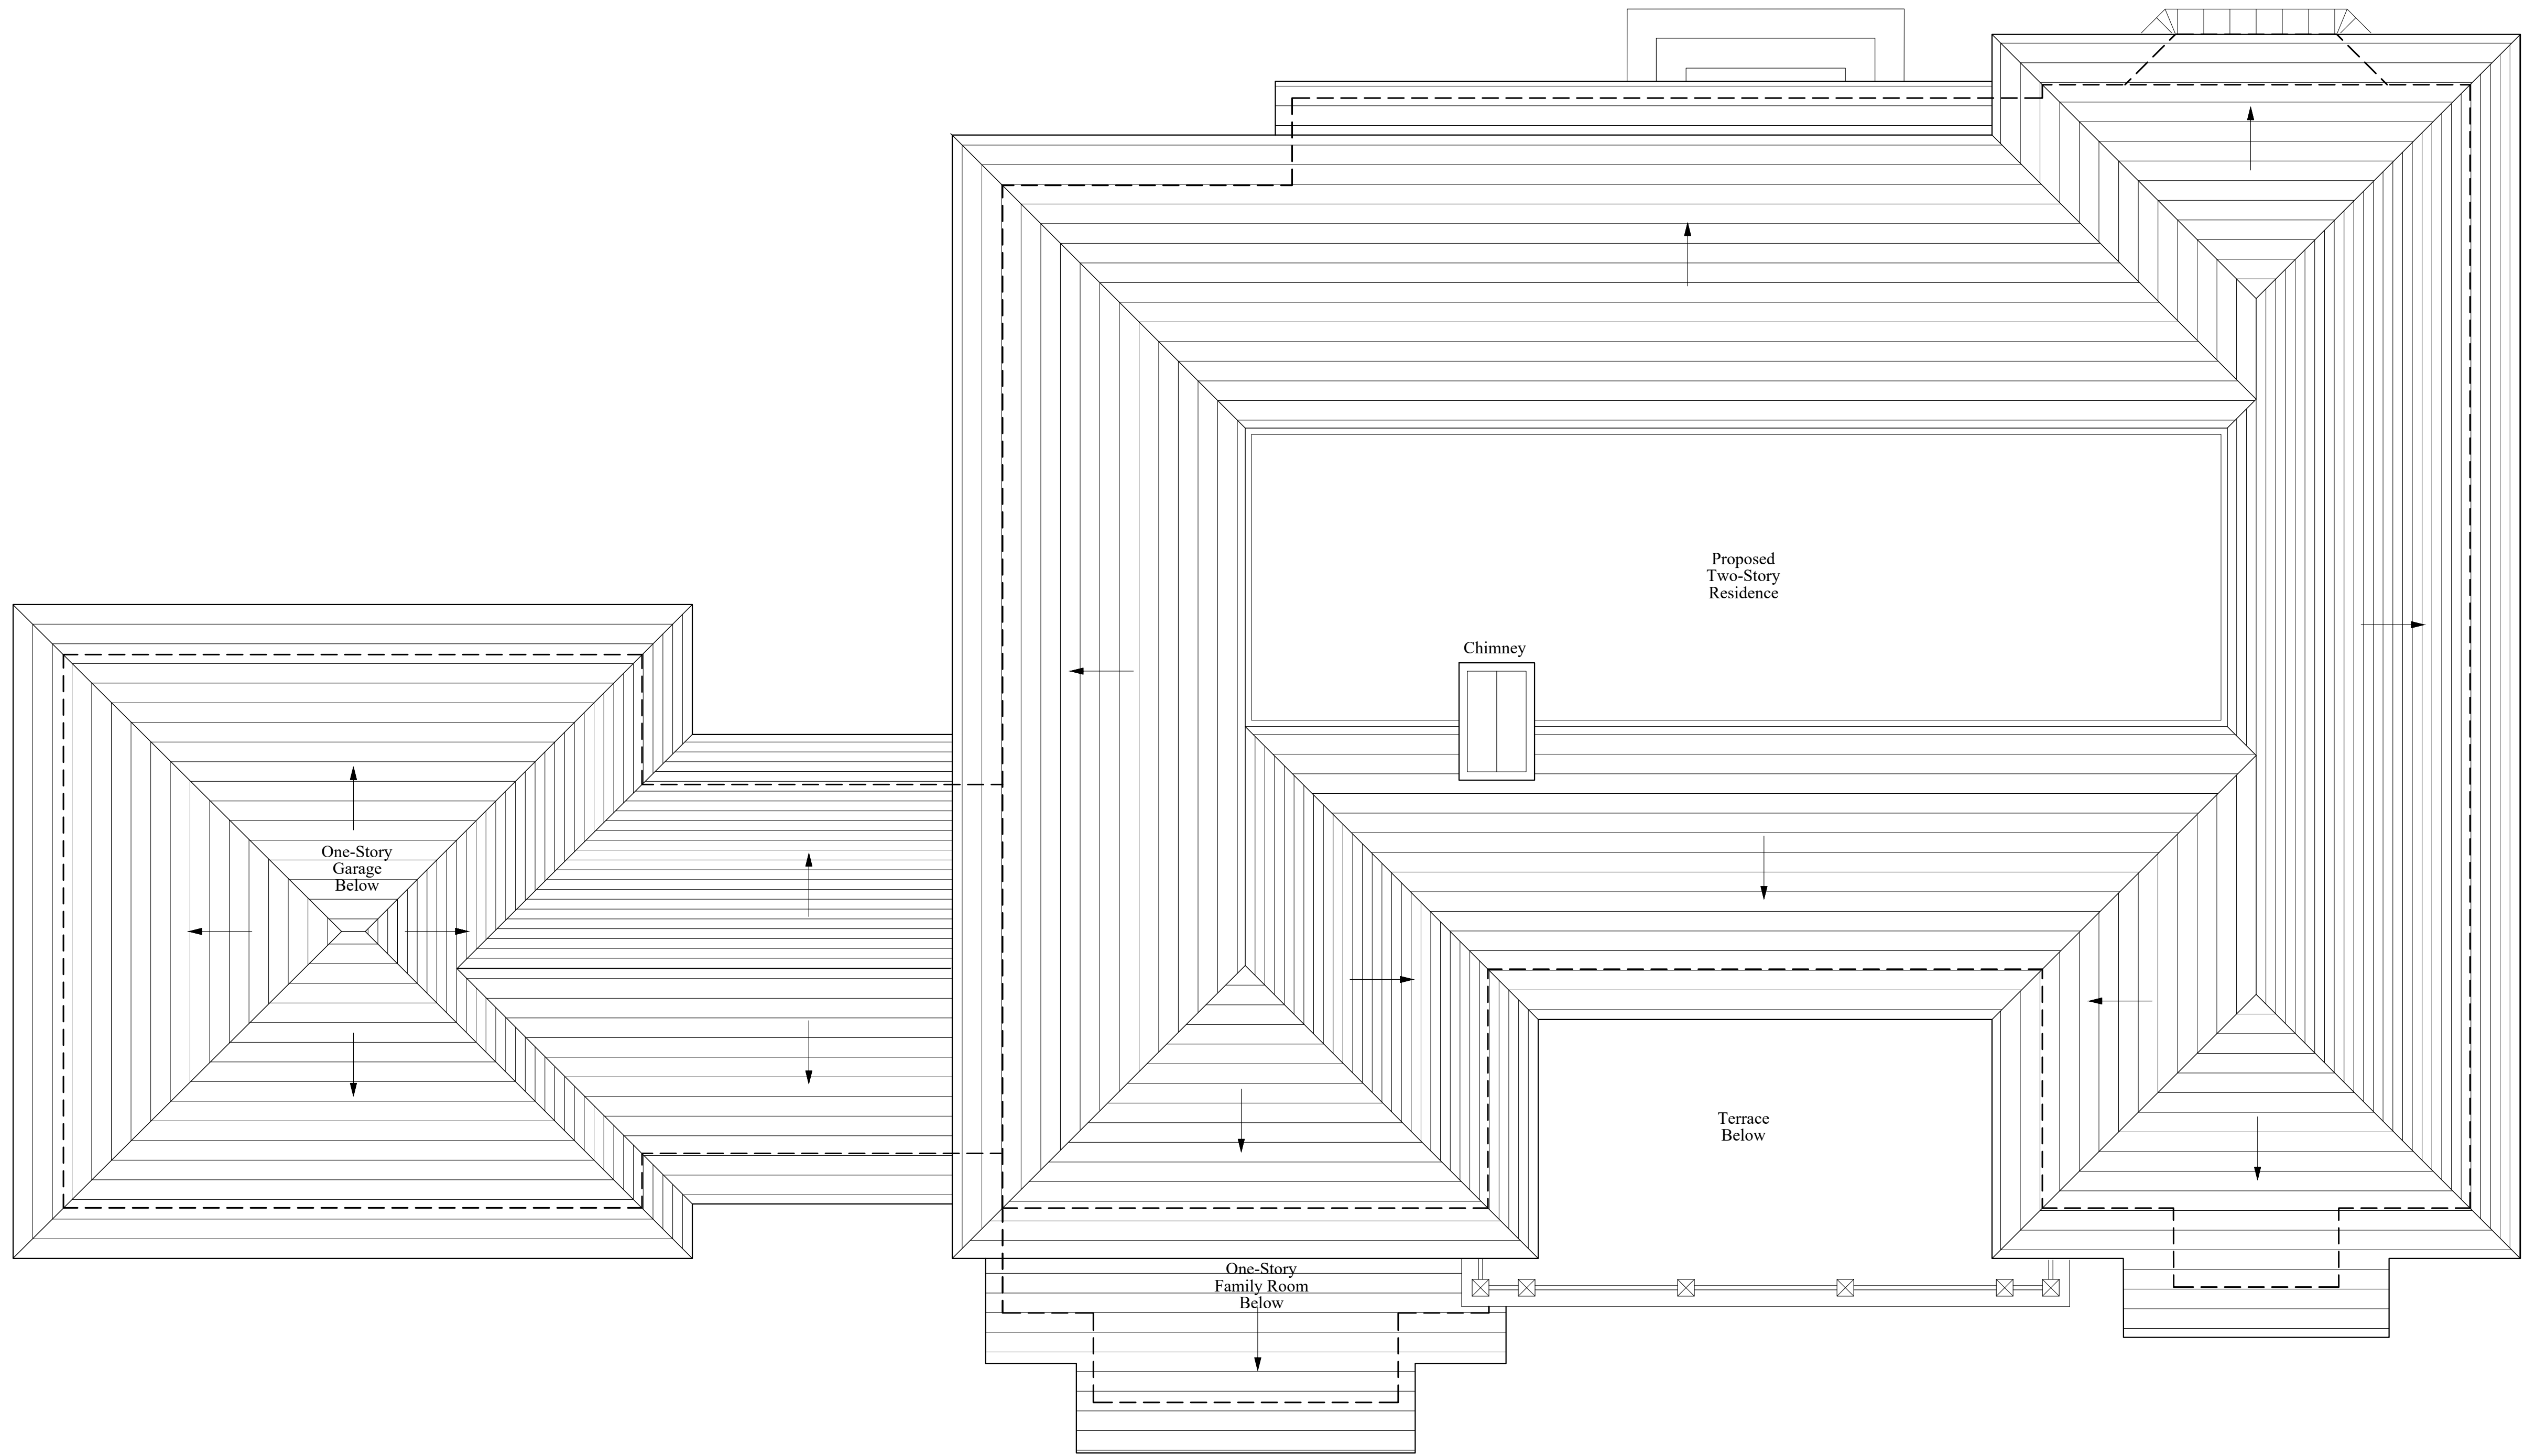 Proposed
Two-Story
Residence
Chimney
One-Story
Garage
Below
Terrace
Below
One-Story
Family Room
Below